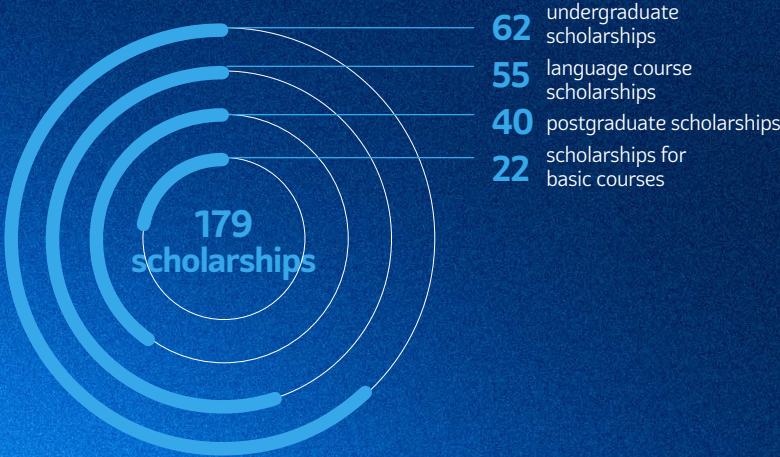 62 undergraduate
scholarships
55 language course
scholarships
40 postgraduate scholarships
22 scholarships for
basic courses
179
scholarships